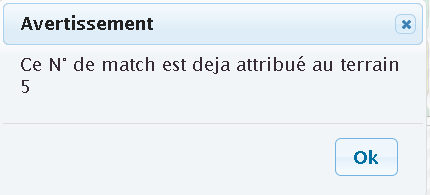 Avertissement
Ce N° de match est deja attribué au terrain
5
Ok